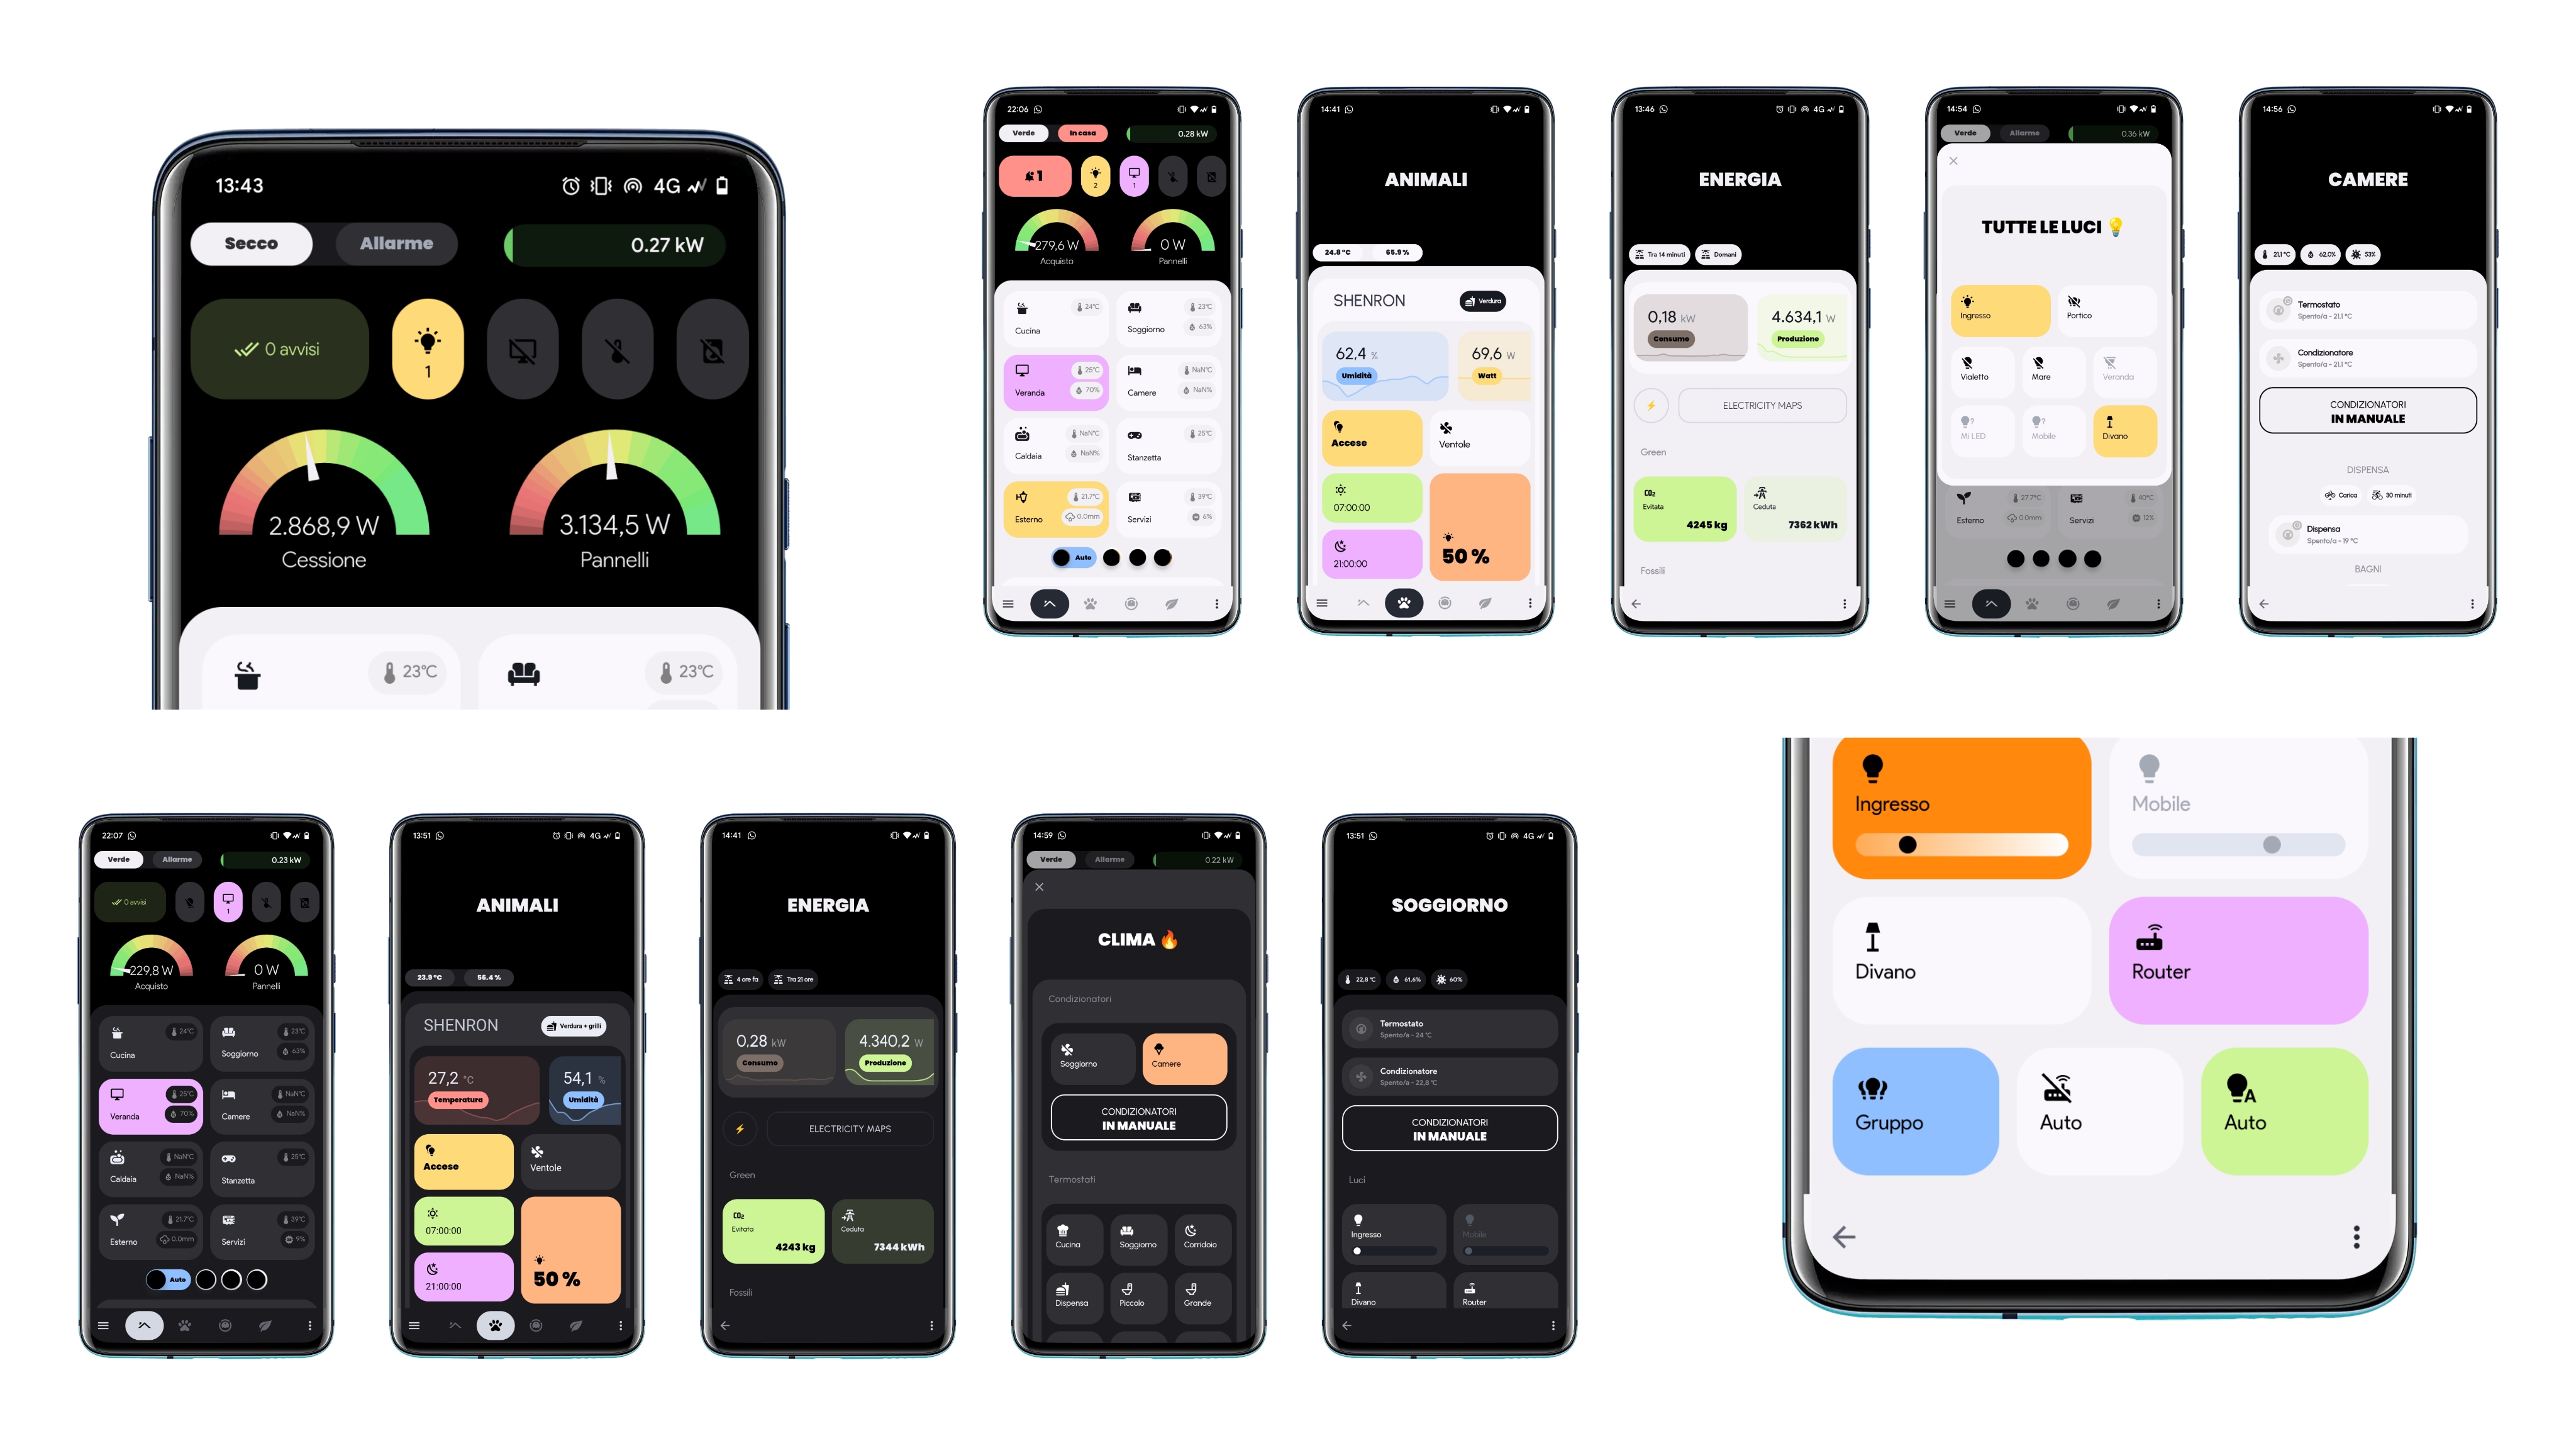 13:43
4G
Secco
Allarme
0.27 kW
0 avvisi
1
2.868,9 W
Cessione
3.134,5 W
Pannelli
23°C
23°C
22:06
Verde
In casa
0.28 kW
1
2
1
279,6 W
Acquisto
0 W
Pannelli
24°C
Cucina
23°C
63%
Soggiorno
25°C
70%
Veranda
NaN°C
NaN%
Camere
NaN°C
NaN%
Caldaia
25°C
Stanzetta
21.7°C
0.0mm
Esterno
39°C
6%
Servizi
Auto
14:41
ANIMALI
24.8 °C
65.9 %
SHENRON
Verdura
62,4 %
Umidità
69,6 W
Watt
Accese
Ventole
07:00:00
21:00:00
50 %
13:46
4G
ENERGIA
Tra 14 minuti
Domani
0,18 kW
Consumo
4.634,1 W
Produzione
ELECTRICITY MAPS
Green
CO₂
Evitata
4245 kg
Ceduta
7362 kWh
Fossili
14:54
Verde
Allarme
0.36 kW
TUTTE LE LUCI 💡
Ingresso
Portico
Vialetto
Mare
Veranda
Mi LED
Mobile
Divano
27.7°C
0.0mm
Esterno
40°C
12%
Servizi
14:56
CAMERE
21,1 °C
62,0%
53%
Termostato
Spento/a - 21,1 °C
Condizionatore
Spento/a - 21,1 °C
CONDIZIONATORI
IN MANUALE
DISPENSA
Carica
30 minuti
Dispensa
Spento/a - 19 °C
BAGNI
22:07
Verde
Allarme
0.23 kW
0 avvisi
1
229,8 W
Acquisto
0 W
Pannelli
24°C
Cucina
23°C
63%
Soggiorno
25°C
70%
Veranda
NaN°C
NaN%
Camere
NaN°C
NaN%
Caldaia
25°C
Stanzetta
21.7°C
0.0mm
Esterno
39°C
9%
Servizi
Auto
13:51
4G
ANIMALI
23.9 °C
56.4 %
SHENRON
Verdura + grilli
27,2 °C
Temperatura
54,1 %
Umidità
Accese
Ventole
07:00:00
21:00:00
50 %
14:41
ENERGIA
4 ore fa
Tra 21 ore
0,28 kW
Consumo
4.340,2 W
Produzione
ELECTRICITY MAPS
Green
CO₂
Evitata
4243 kg
Ceduta
7344 kWh
Fossili
14:59
Verde
Allarme
0.22 kW
CLIMA 🔥
Condizionatori
Soggiorno
Camere
CONDIZIONATORI
IN MANUALE
Termostati
Cucina
Soggiorno
Corridoio
Dispensa
Piccolo
Grande
13:51
4G
SOGGIORNO
22,8 °C
61,6%
60%
Termostato
Spento/a - 24 °C
Condizionatore
Spento/a - 22,8 °C
CONDIZIONATORI
IN MANUALE
Luci
Ingresso
Mobile
Divano
Router
Ingresso
Mobile
Divano
Router
Gruppo
Auto
Auto